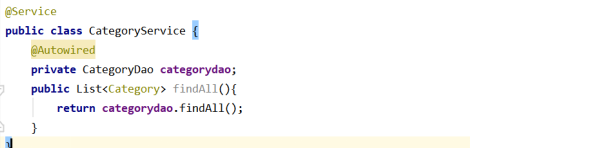 @Service
public class CategoryService {
@Autowired
private CategoryDao categorydao;
public List<Category> findAll(){
return categorydao.findAll();
}
}